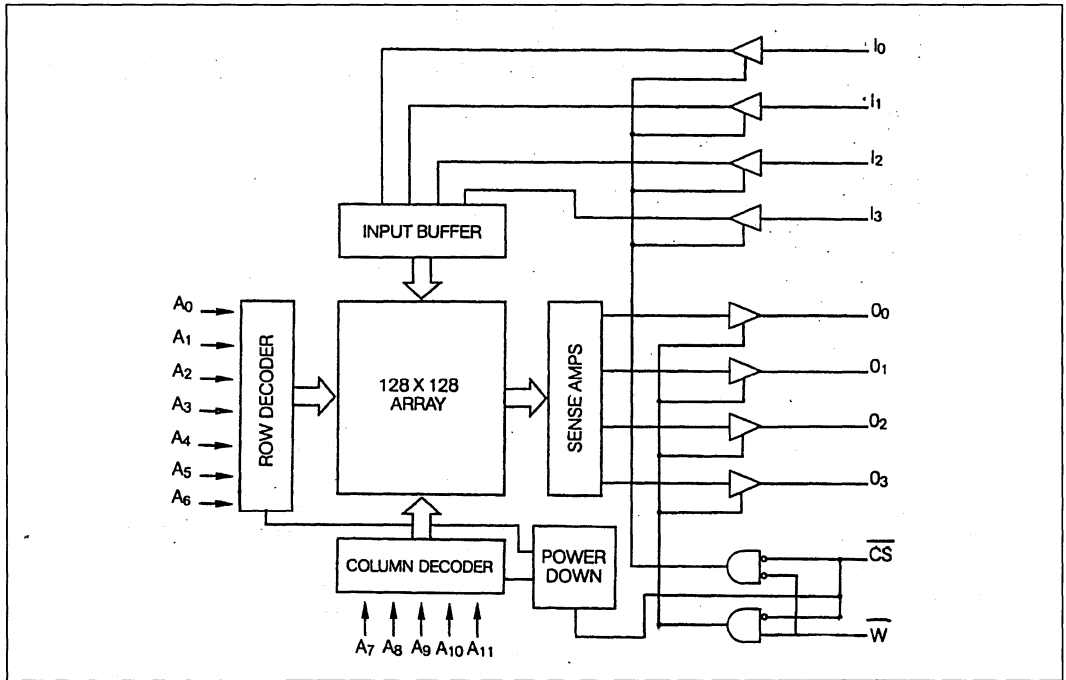 I0
I1
I2
I3
INPUT BUFFER
A0
A1
A2
A3
A4
A5
A6
ROW DECODER
128 X 128
ARRAY
SENSE AMPS
O0
O1
O2
O3
COLUMN DECODER
POWER
DOWN
A7 A8 A9 A10 A11
C̅S̅
W̅